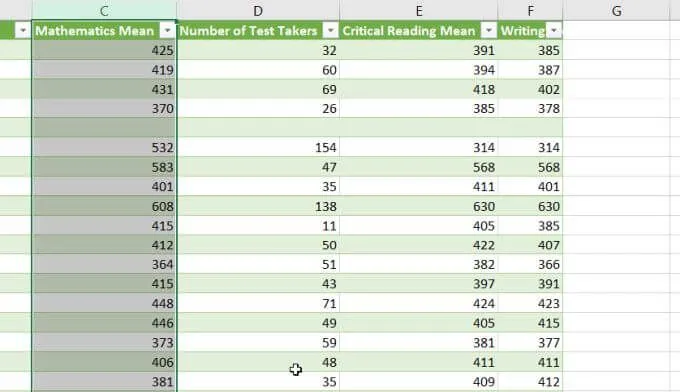 C D E F G
Mathematics Mean Number of Test Takers Critical Reading Mean Writing
425 32 391 385
419 60 394 387
431 69 418 402
370 26 385 378
532 154 314 314
583 47 568 568
401 35 411 401
608 138 630 630
415 11 405 385
412 50 422 407
364 51 382 366
415 43 397 391
448 71 424 423
446 49 405 415
373 59 381 377
406 48 411 411
381 35 409 412